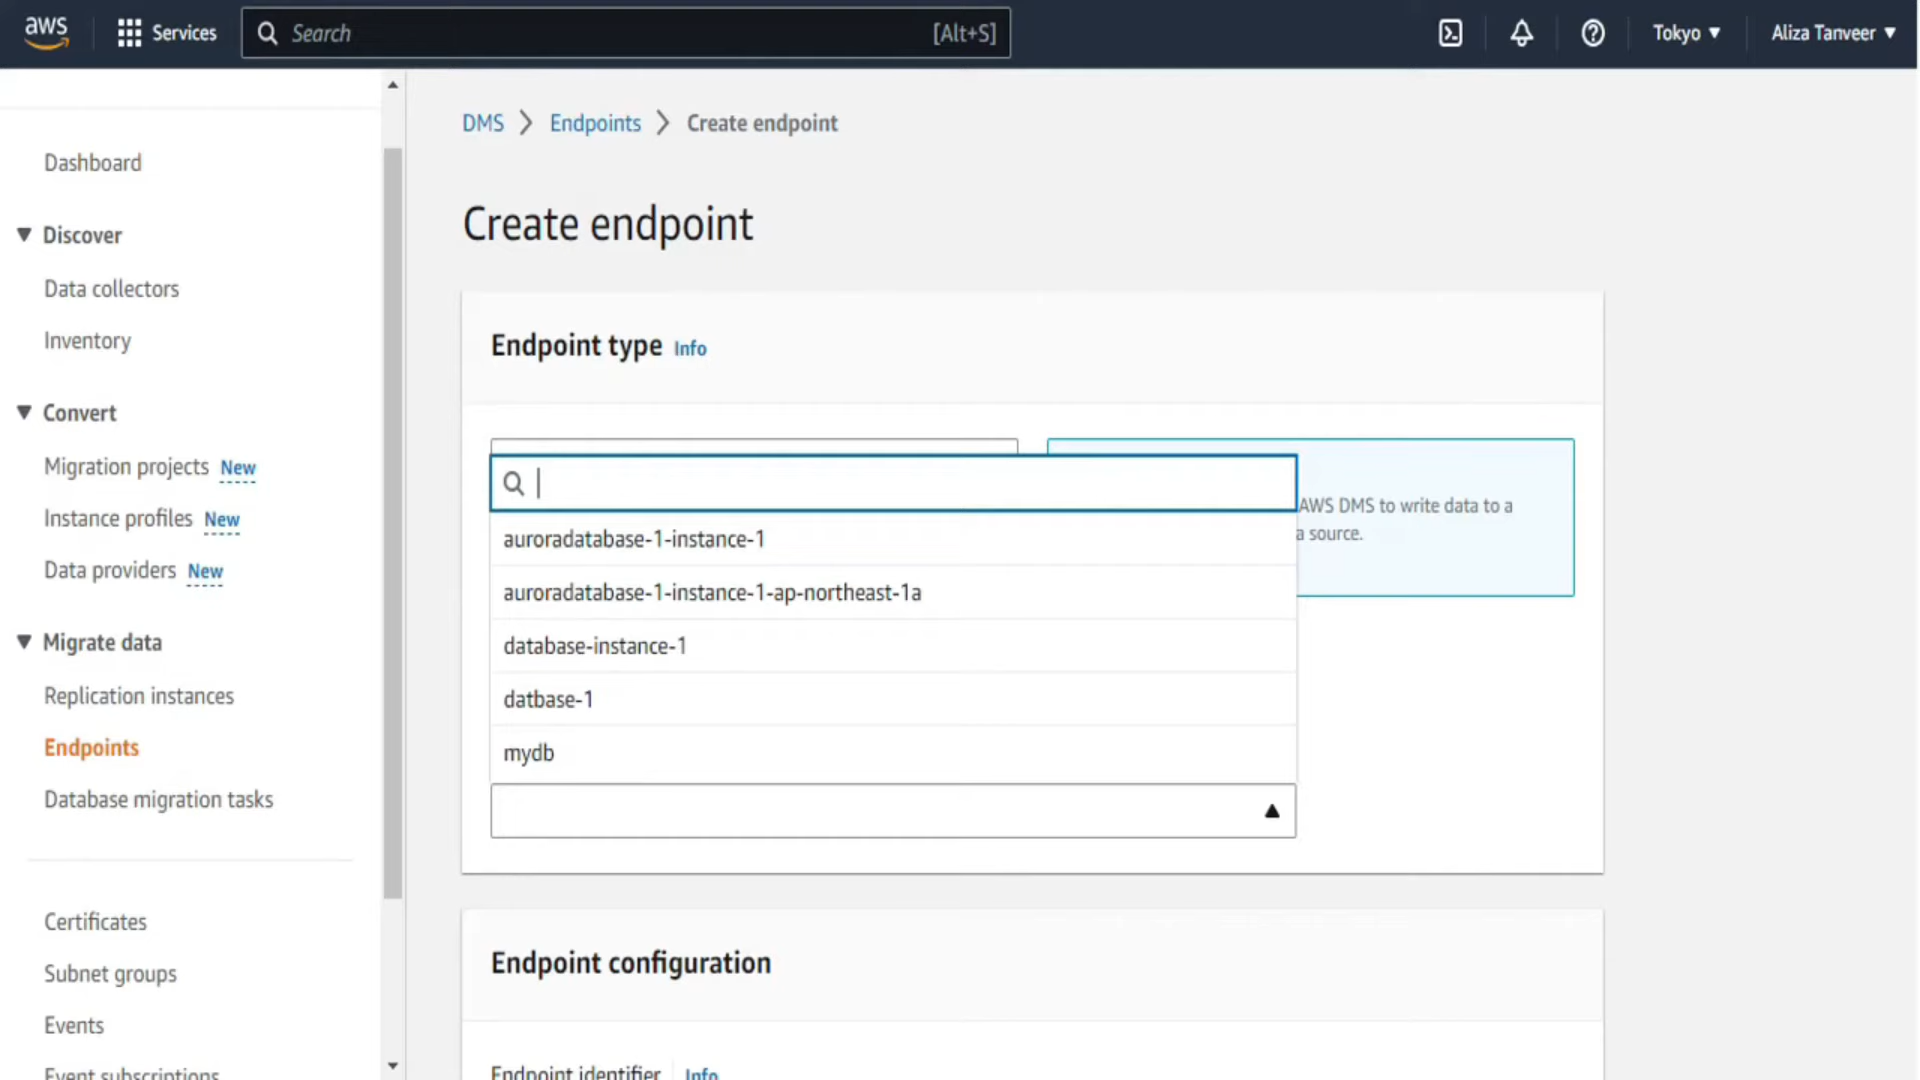 aws
Services
Search
[Alt+S]
Tokyo ▼
Aliza Tanveer ▼
Dashboard
▼ Discover
Data collectors
Inventory
▼ Convert
Migration projects New
Instance profiles New
Data providers New
▼ Migrate data
Replication instances
Endpoints
Database migration tasks
Certificates
Subnet groups
Events
Event subscriptions
DMS > Endpoints > Create endpoint
Create endpoint
Endpoint type Info
AWS DMS to write data to a
a source.
auroradatabase-1-instance-1
auroradatabase-1-instance-1-ap-northeast-1a
database-instance-1
datbase-1
mydb
Endpoint configuration
Endpoint identifier Info